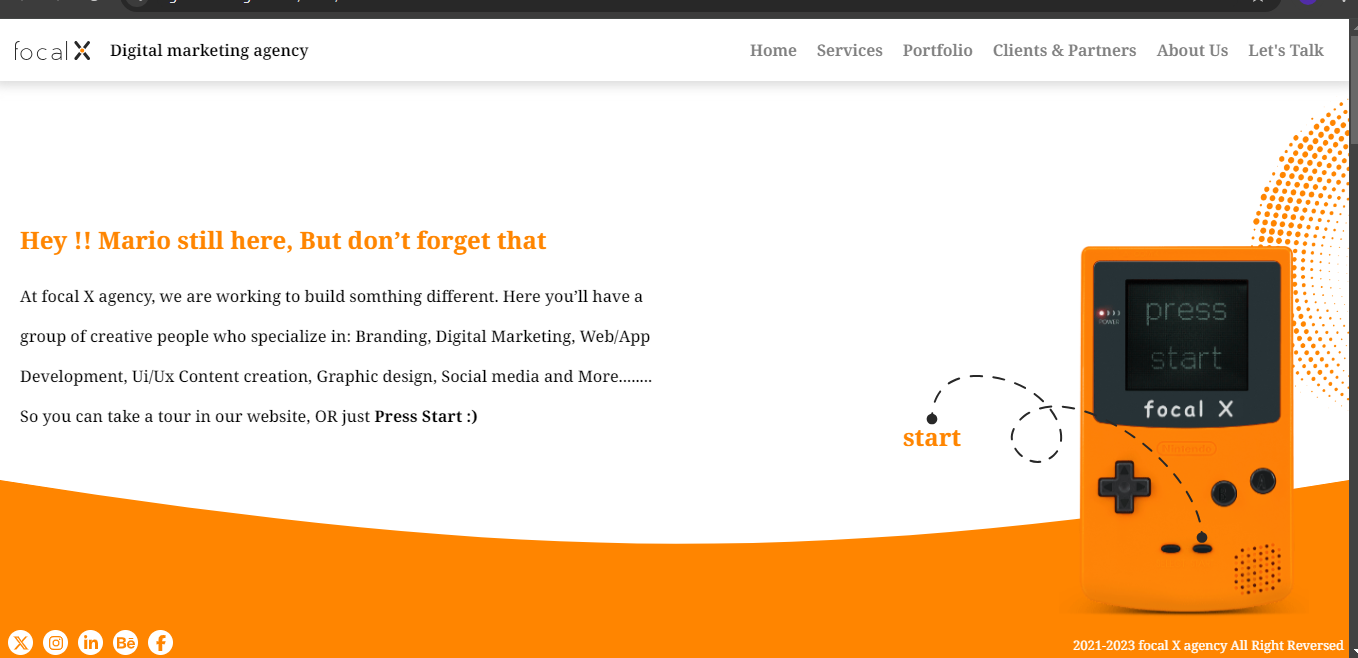 focal X Digital marketing agency Home Services Portfolio Clients & Partners About Us Let's Talk
Hey !! Mario still here, But don’t forget that
At focal X agency, we are working to build somthing different. Here you’ll have a
group of creative people who specialize in: Branding, Digital Marketing, Web/App
Development, Ui/Ux Content creation, Graphic design, Social media and More........
So you can take a tour in our website, OR just Press Start :)
start
press
start
POWER
focal X
Nintendo
in
Bē
2021-2023 focal X agency All Right Reversed